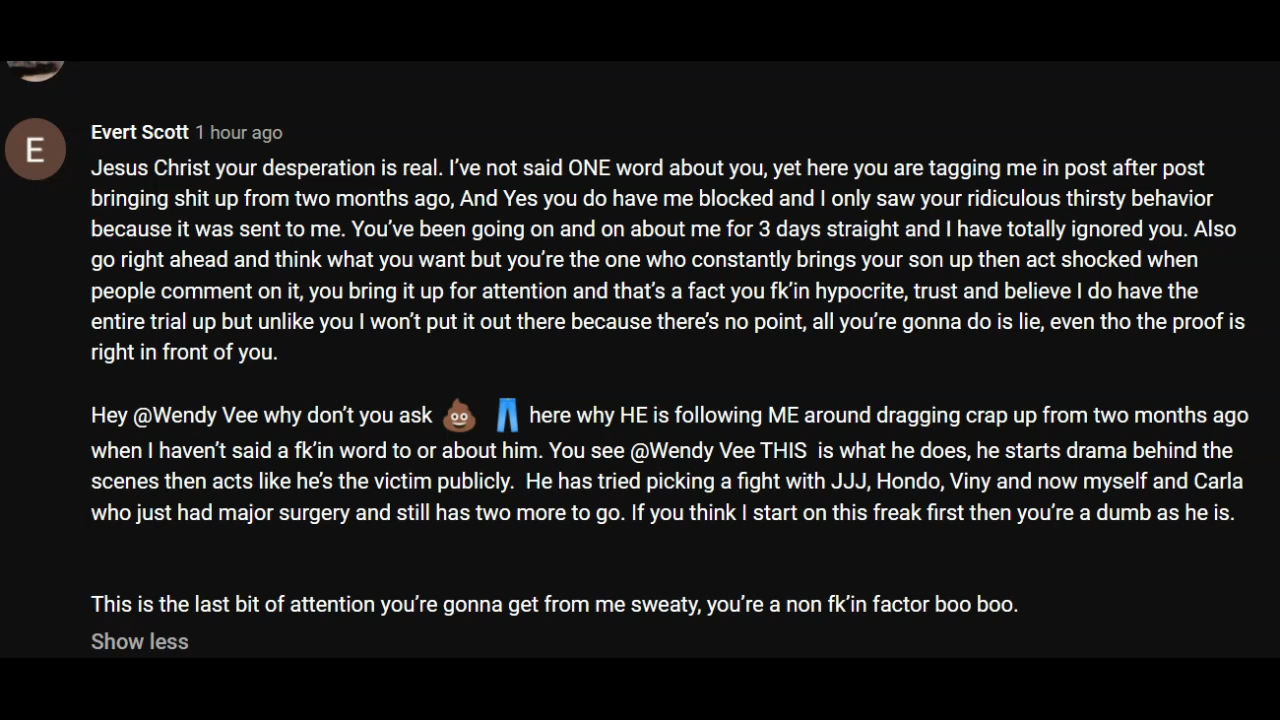 E
Evert Scott 1 hour ago
Jesus Christ your desperation is real. I've not said ONE word about you, yet here you are tagging me in post after post
bringing shit up from two months ago, And Yes you do have me blocked and I only saw your ridiculous thirsty behavior
because it was sent to me. You've been going on and on about me for 3 days straight and I have totally ignored you. Also
go right ahead and think what you want but you're the one who constantly brings your son up then act shocked when
people comment on it, you bring it up for attention and that's a fact you fk'in hypocrite, trust and believe I do have the
entire trial up but unlike you I won't put it out there because there's no point, all you're gonna do is lie, even tho the proof is
right in front of you.
Hey @Wendy Vee why don't you ask 💩 👖 here why HE is following ME around dragging crap up from two months ago
when I haven't said a fk'in word to or about him. You see @Wendy Vee THIS  is what he does, he starts drama behind the
scenes then acts like he's the victim publicly.  He has tried picking a fight with JJJ, Hondo, Viny and now myself and Carla
who just had major surgery and still has two more to go. If you think I start on this freak first then you're a dumb as he is.
This is the last bit of attention you're gonna get from me sweaty, you're a non fk'in factor boo boo.
Show less